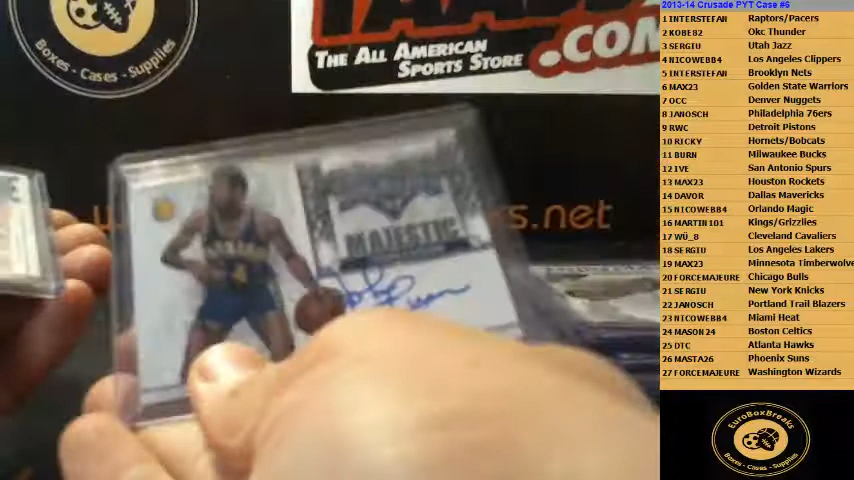 Boxes - Cases - Supplies
THE ALL AMERICAN
SPORTS STORE
.COM
MAJESTIC
4
s.net
2013-14 Crusade PYT Case #6
1 INTERSTEFAN Raptors/Pacers
2 KOBE82 Okc Thunder
3 SERGIU Utah Jazz
4 NICOWEBB4 Los Angeles Clippers
5 INTERSTEFAN Brooklyn Nets
6 MAX23 Golden State Warriors
7 OCC Denver Nuggets
8 JANOSCH Philadelphia 76ers
9 RWC Detroit Pistons
10 RICKY Hornets/Bobcats
11 BURN Milwaukee Bucks
12 IVE San Antonio Spurs
13 MAX23 Houston Rockets
14 DAVOR Dallas Mavericks
15 NICOWEBB4 Orlando Magic
16 MARTIN101 Kings/Grizzlies
17 WÜ_8 Cleveland Cavaliers
18 SERGIU Los Angeles Lakers
19 MAX23 Minnesota Timberwolve
20 FORCEMAJEURE Chicago Bulls
21 SERGIU New York Knicks
22 JANOSCH Portland Trail Blazers
23 NICOWEBB4 Miami Heat
24 MASON24 Boston Celtics
25 DTC Atlanta Hawks
26 MASTA26 Phoenix Suns
27 FORCEMAJEURE Washington Wizards
EuroBoxBreaks
Boxes - Cases - Supplies